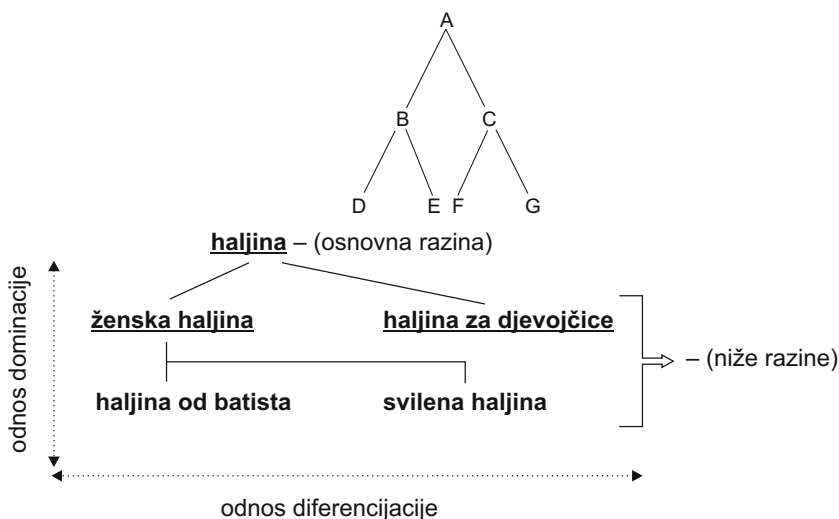 A
B C
D E F G
haljina – (osnovna razina)
ženska haljina haljina za djevojčice
– (niže razine)
haljina od batista svilena haljina
odnos dominacije
odnos diferencijacije